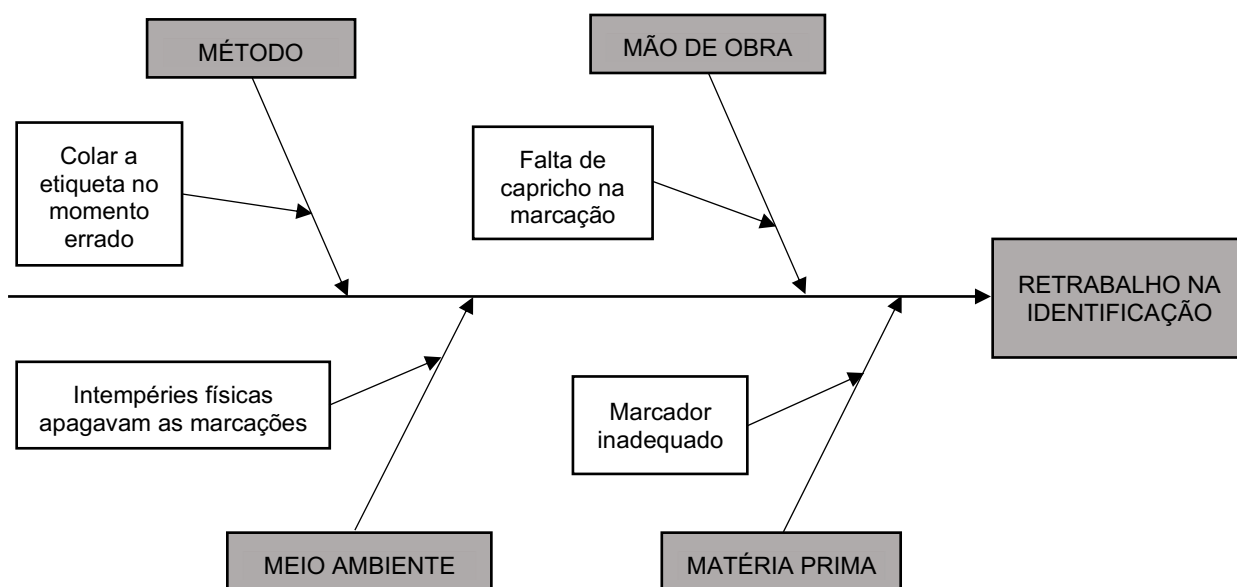 MÉTODO
MÃO DE OBRA
Colar a
etiqueta no
momento
errado
Falta de
capricho na
marcação
RETRABALHO NA
IDENTIFICAÇÃO
Intempéries físicas
apagavam as marcações
Marcador
inadequado
MEIO AMBIENTE
MATÉRIA PRIMA